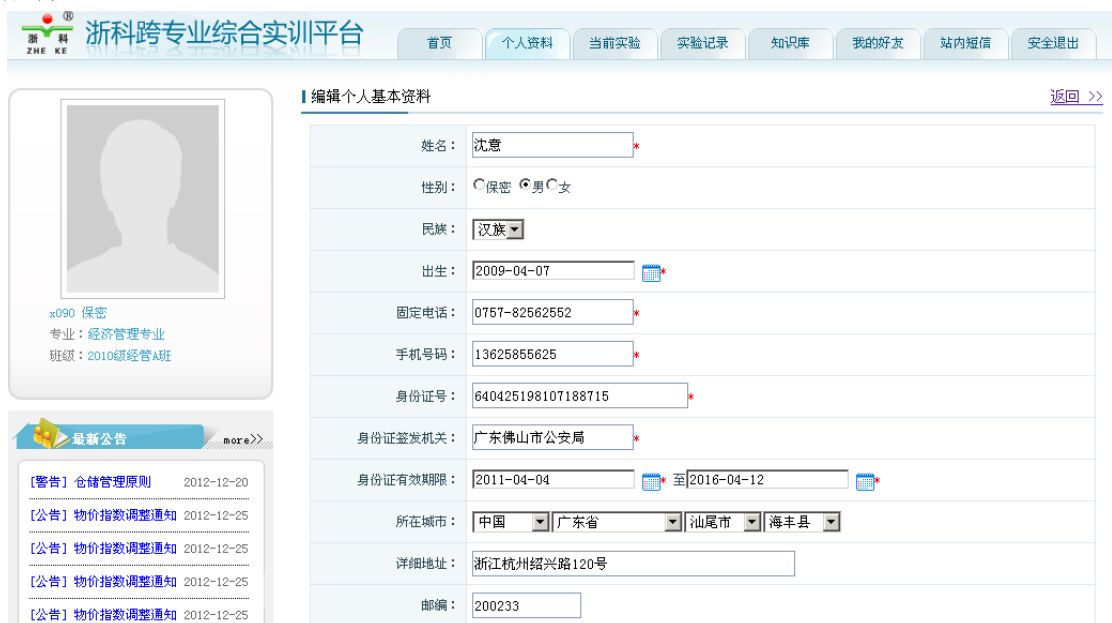 浙 科 ®
ZHE KE
浙科跨专业综合实训平台
首页 个人资料 当前实验 实验记录 知识库 我的好友 站内短信 安全退出
编辑个人基本资料 返回 >>
姓名： 沈意 *
性别： 保密 男 女
民族： 汉族
出生： 2009-04-07 *
固定电话： 0757-82562552 *
手机号码： 13625855625 *
身份证号： 640425198107188715 *
身份证签发机关： 广东佛山市公安局 *
身份证有效期限： 2011-04-04 * 至 2016-04-12 *
所在城市： 中国 广东省 汕尾市 海丰县
详细地址： 浙江杭州绍兴路120号
邮编： 200233
x090 保密
专业：经济管理专业
班级：2010级经管A班
最新公告 more>>
[警告] 仓储管理原则 2012-12-20
[公告] 物价指数调整通知 2012-12-25
[公告] 物价指数调整通知 2012-12-25
[公告] 物价指数调整通知 2012-12-25
[公告] 物价指数调整通知 2012-12-25